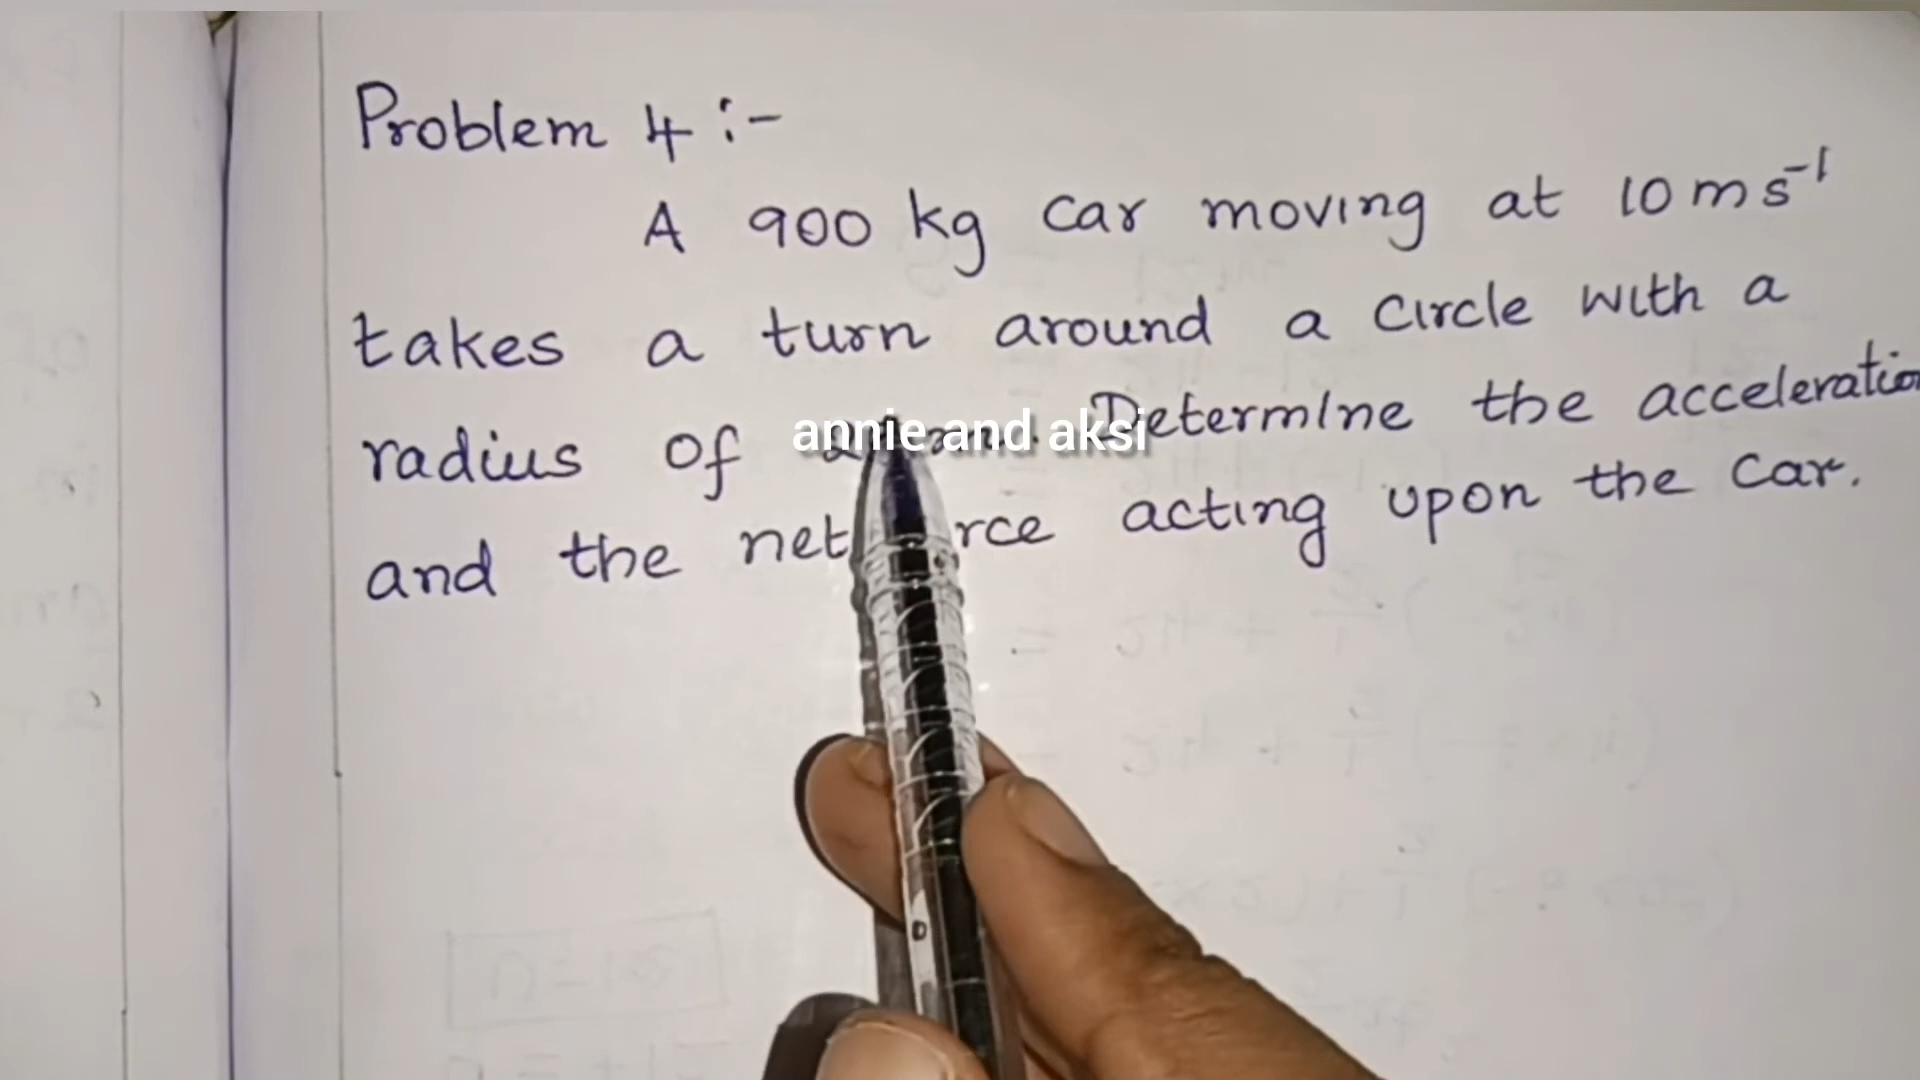 Problem 4 :-
A 900 kg car moving at 10 ms⁻¹
takes a turn around a circle with a
radius of Determine the acceleration
annie and aksi
and the net acting upon the car.